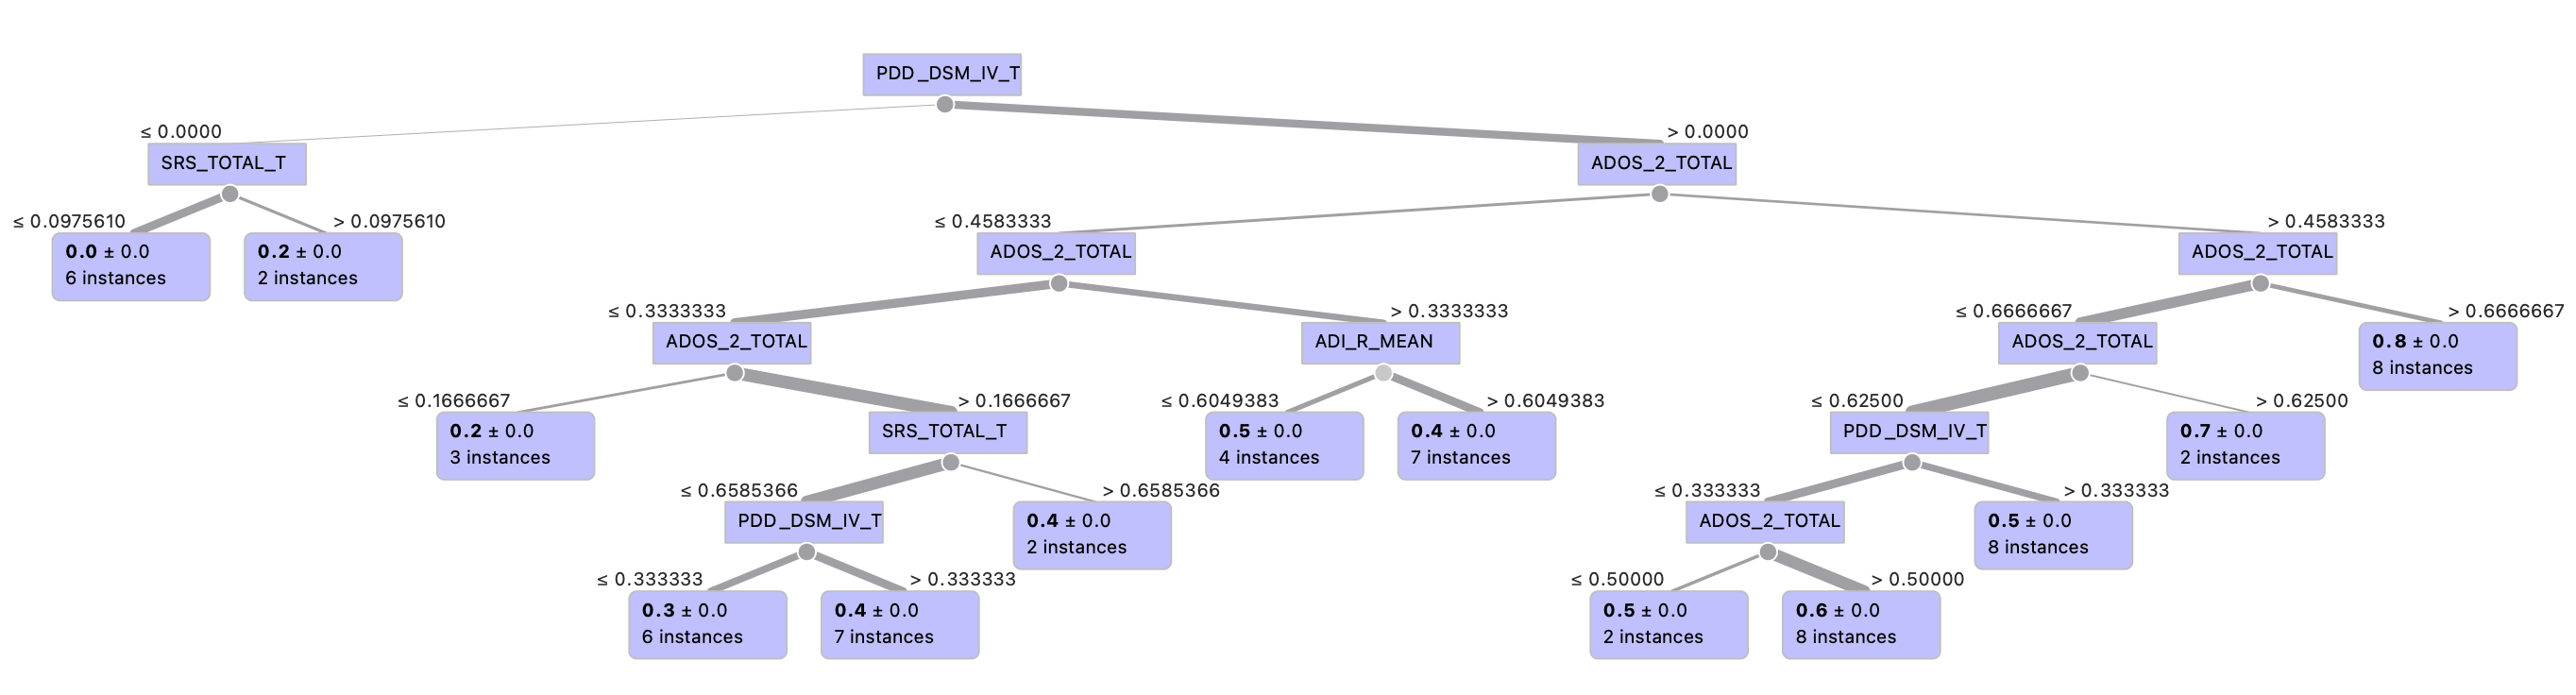 PDD_DSM_IV_T
≤ 0.0000
> 0.0000
SRS_TOTAL_T
ADOS_2_TOTAL
≤ 0.0975610
> 0.0975610
≤ 0.4583333
> 0.4583333
0.0 ± 0.0
6 instances
0.2 ± 0.0
2 instances
ADOS_2_TOTAL
ADOS_2_TOTAL
≤ 0.3333333
> 0.3333333
≤ 0.6666667
> 0.6666667
ADOS_2_TOTAL
ADI_R_MEAN
ADOS_2_TOTAL
0.8 ± 0.0
8 instances
≤ 0.1666667
> 0.1666667
≤ 0.6049383
> 0.6049383
≤ 0.62500
> 0.62500
0.2 ± 0.0
3 instances
SRS_TOTAL_T
0.5 ± 0.0
4 instances
0.4 ± 0.0
7 instances
PDD_DSM_IV_T
0.7 ± 0.0
2 instances
≤ 0.6585366
> 0.6585366
≤ 0.333333
> 0.333333
PDD_DSM_IV_T
0.4 ± 0.0
2 instances
ADOS_2_TOTAL
0.5 ± 0.0
8 instances
≤ 0.333333
> 0.333333
≤ 0.50000
> 0.50000
0.3 ± 0.0
6 instances
0.4 ± 0.0
7 instances
0.5 ± 0.0
2 instances
0.6 ± 0.0
8 instances